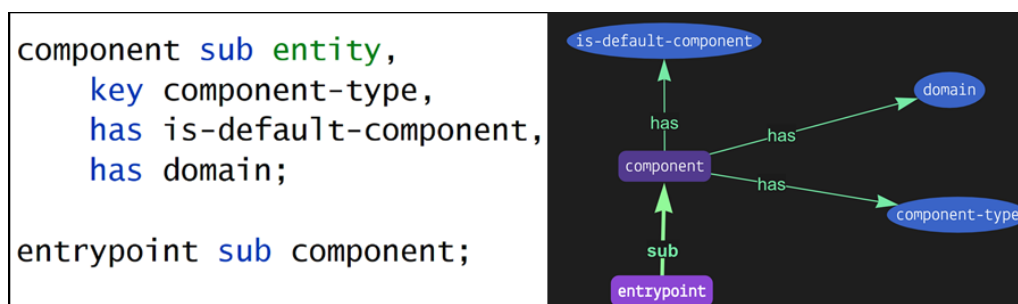 component sub entity,
key component-type,
has is-default-component,
has domain;
entrypoint sub component;
is-default-component
domain
has
has
component
has
component-type
sub
entrypoint